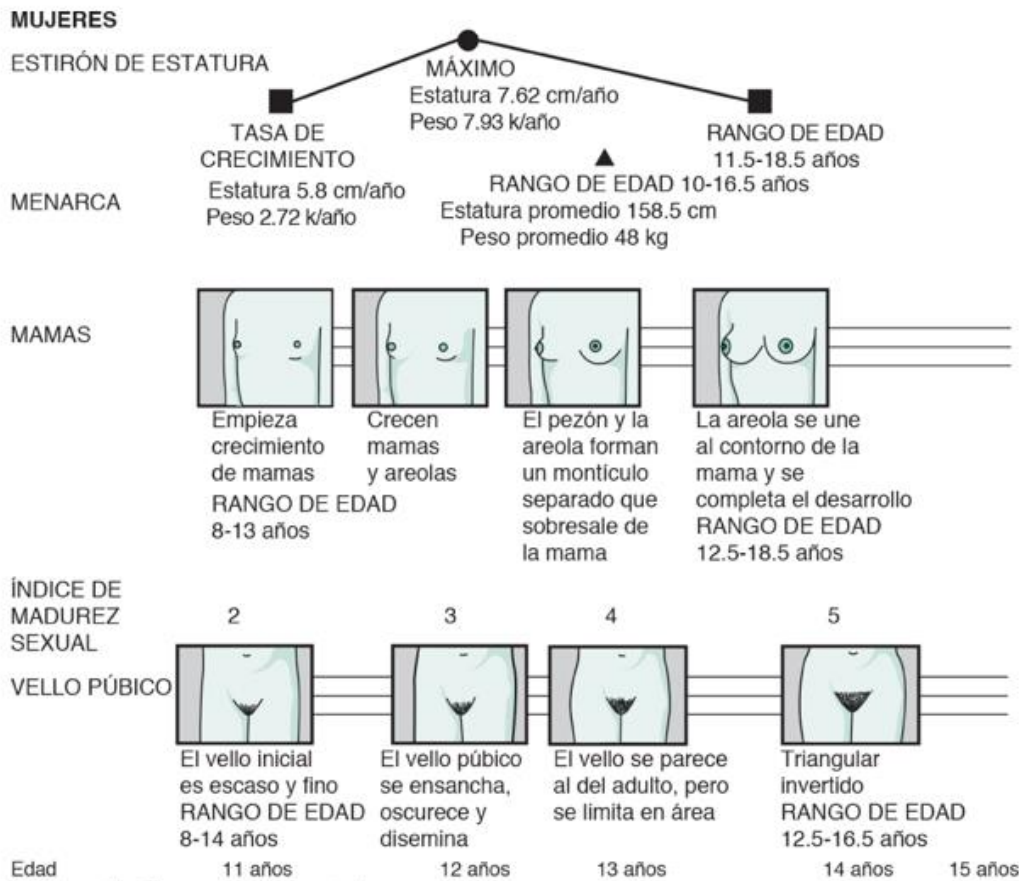 MUJERES
ESTIRÓN DE ESTATURA
MÁXIMO
Estatura 7.62 cm/año
Peso 7.93 k/año
TASA DE
CRECIMIENTO
Estatura 5.8 cm/año
Peso 2.72 k/año
RANGO DE EDAD
11.5-18.5 años
MENARCA
RANGO DE EDAD 10-16.5 años
Estatura promedio 158.5 cm
Peso promedio 48 kg
MAMAS
Empieza
crecimiento
de mamas
RANGO DE EDAD
8-13 años
Crecen
mamas
y areolas
El pezón y la
areola forman
un montículo
separado que
sobresale de
la mama
La areola se une
al contorno de la
mama y se
completa el desarrollo
RANGO DE EDAD
12.5-18.5 años
ÍNDICE DE
MADUREZ
SEXUAL
2 3 4 5
VELLO PÚBICO
El vello inicial
es escaso y fino
RANGO DE EDAD
8-14 años
El vello púbico
se ensancha,
oscurece y
disemina
El vello se parece
al del adulto, pero
se limita en área
Triangular
invertido
RANGO DE EDAD
12.5-16.5 años
Edad 11 años 12 años 13 años 14 años 15 años